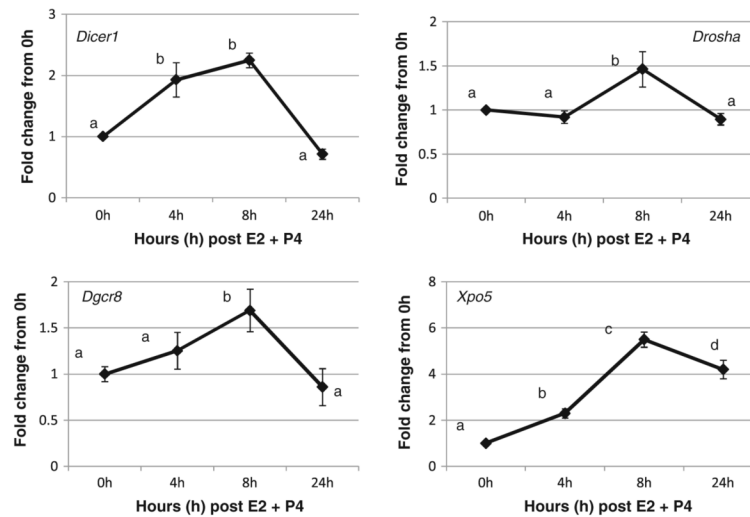 Dicer1
Fold change from 0h
3
2
1
0
a
b
b
a
0h
4h
8h
24h
Hours (h) post E2 + P4
Drosha
Fold change from 0h
2
1.5
1
0.5
0
a
a
b
a
0h
4h
8h
24h
Hours (h) post E2 + P4
Dgcr8
Fold change from 0h
2
1.5
1
0.5
0
a
a
b
a
0h
4h
8h
24h
Hours (h) post E2 + P4
Xpo5
Fold change from 0h
8
6
4
2
0
a
b
c
d
0h
4h
8h
24h
Hours (h) post E2 + P4